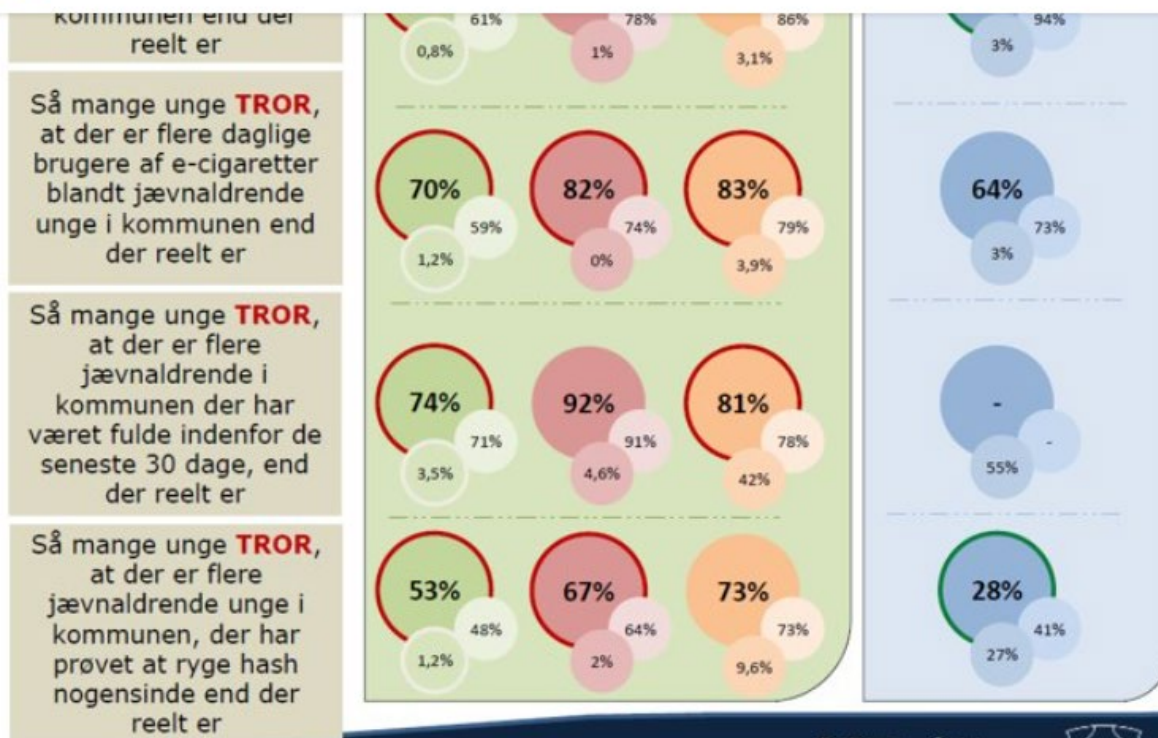 kommunen end der
reelt er
61%
0,8%
78%
1%
86%
3,1%
94%
3%
Så mange unge TROR,
at der er flere daglige
brugere af e-cigaretter
blandt jævnaldrende
unge i kommunen end
der reelt er
70%
59%
1,2%
82%
74%
0%
83%
79%
3,9%
64%
73%
3%
Så mange unge TROR,
at der er flere
jævnaldrende i
kommunen der har
været fulde indenfor de
seneste 30 dage, end
der reelt er
74%
71%
3,5%
92%
91%
4,6%
81%
78%
42%
-
-
55%
Så mange unge TROR,
at der er flere
jævnaldrende unge i
kommunen, der har
prøvet at ryge hash
nogensinde end der
reelt er
53%
48%
1,2%
67%
64%
2%
73%
73%
9,6%
28%
41%
27%